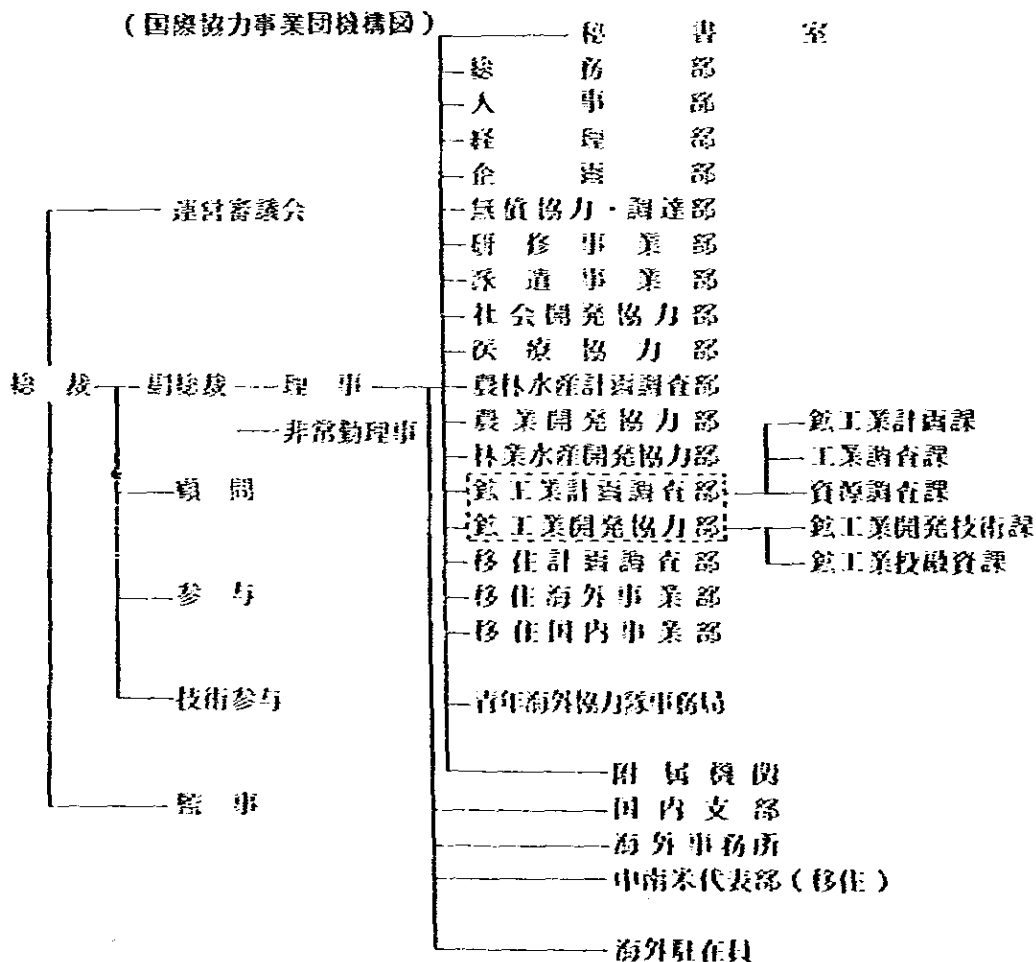 (国際協力事業団機構図)
秘書室
総務部
人事部
経理部
企画部
運営審議会
無償協力・調達部
研修事業部
派遣事業部
社会開発協力部
医療協力部
総裁 副総裁 理事 農林水産計画調査部
非常勤理事 農業開発協力部 鉱工業計画課
林業水産開発協力部 工業調査課
顧問 鉱工業計画調査部 資源調査課
鉱工業開発協力部 鉱工業開発技術課
移住計画調査部 鉱工業投融資課
参与 移住海外事業部
移住国内事業部
技術参与 青年海外協力隊事務局
附属機関
監事 国内支部
海外事務所
中南米代表部(移住)
海外駐在員